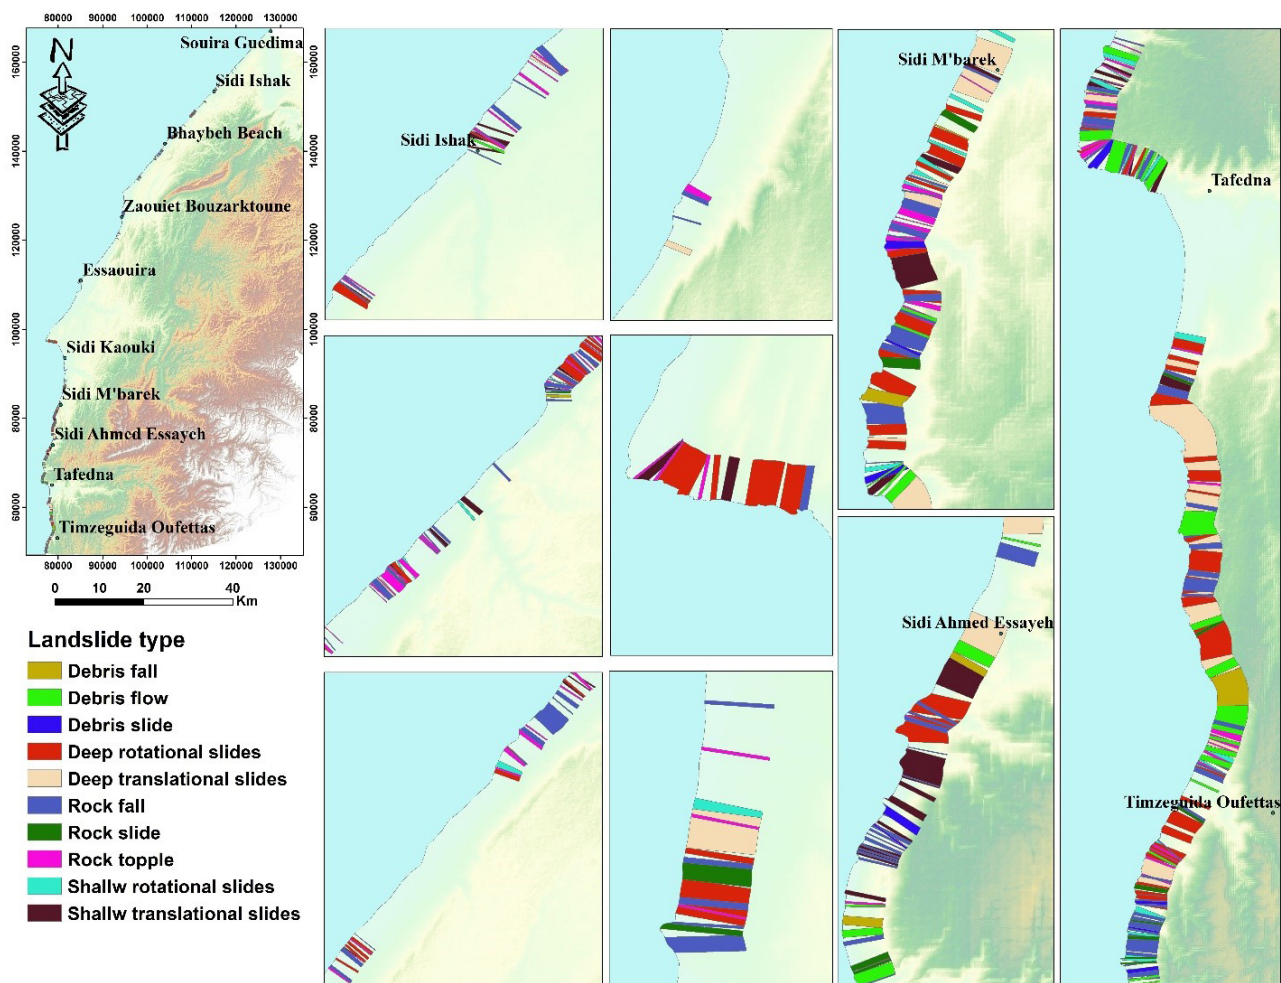 80000 90000 100000 110000 120000 130000
N
Souira Guedima
Sidi Ishak
Bhaybeh Beach
Zaouiet Bouzarktoune
Essaouira
Sidi Kaouki
Sidi M'barek
Sidi Ahmed Essayeh
Tafedna
Timzeguida Oufettas
160000
140000
120000
100000
80000
60000
160000
140000
120000
100000
80000
60000
80000 90000 100000 110000 120000 130000
0 10 20 40
Km
Landslide type
Debris fall
Debris flow
Debris slide
Deep rotational slides
Deep translational slides
Rock fall
Rock slide
Rock topple
Shallw rotational slides
Shallw translational slides
Sidi Ishak
Sidi M'barek
Sidi Ahmed Essayeh
Tafedna
Timzeguida Oufettas